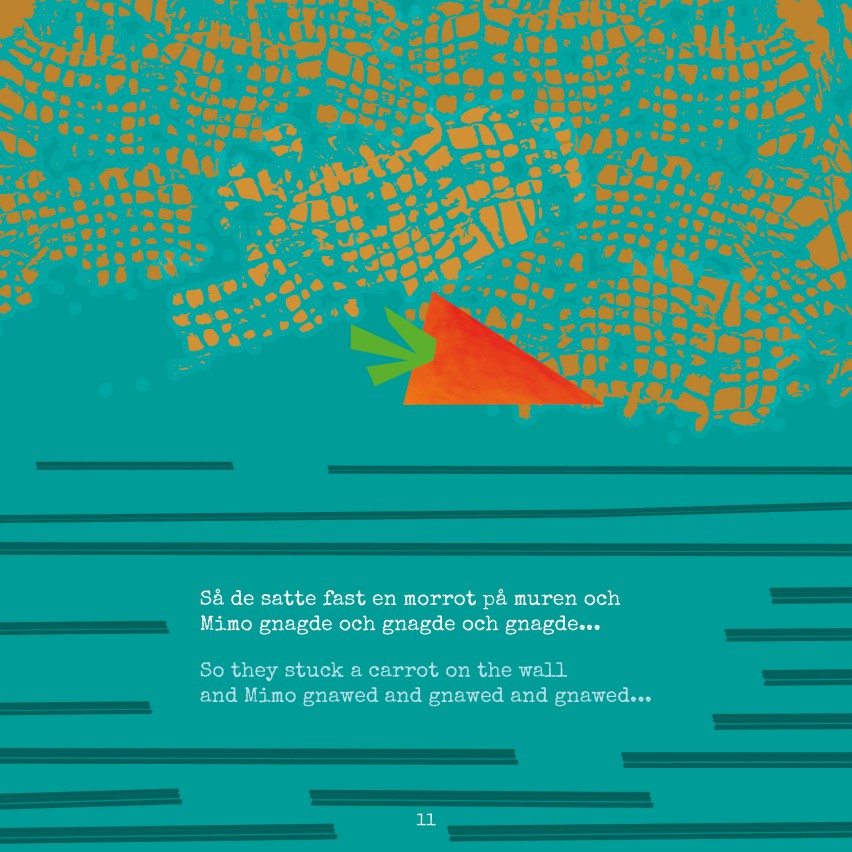 Så de satte fast en morrot på muren och
Mimo gnagde och gnagde och gnagde...
So they stuck a carrot on the wall
and Mimo gnawed and gnawed and gnawed...
11